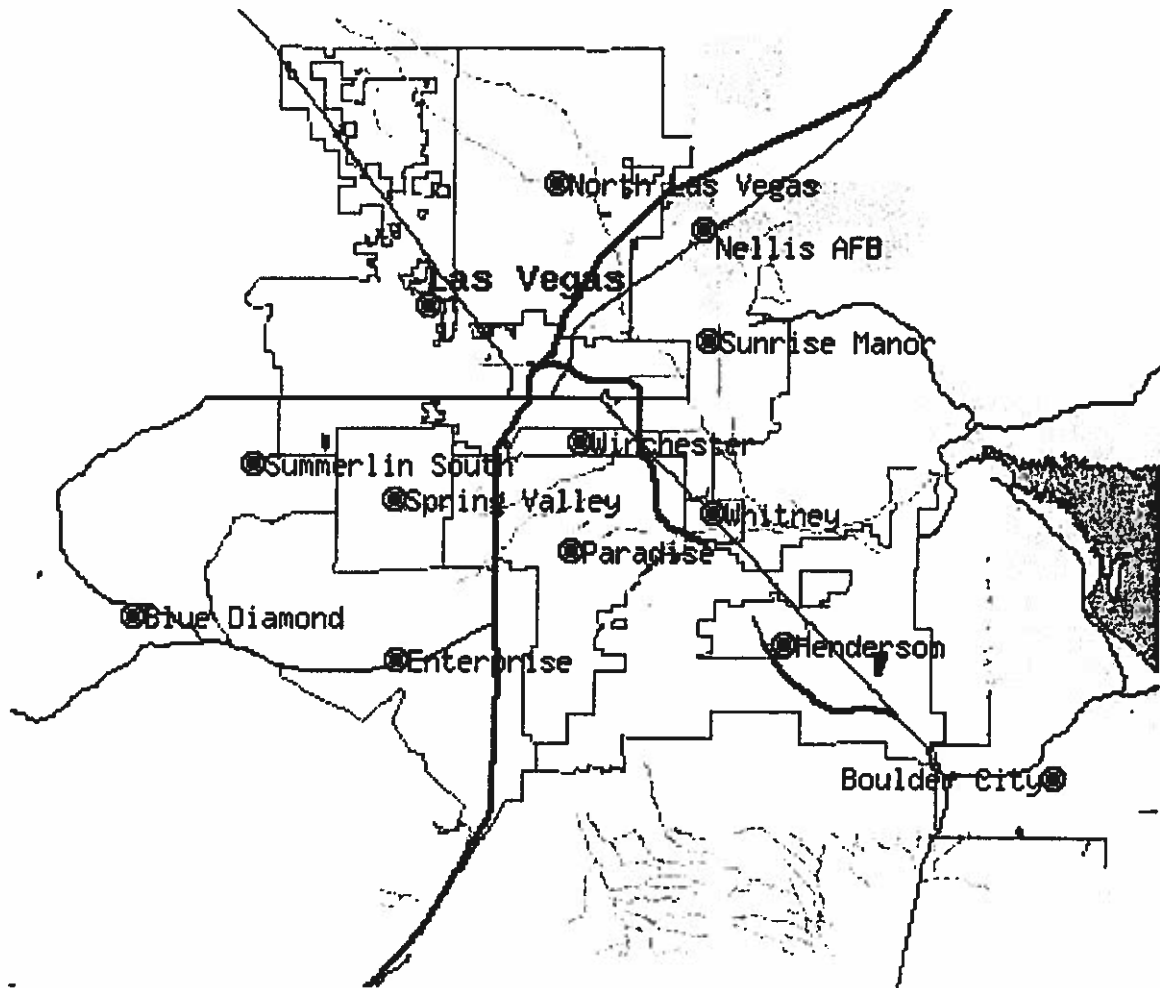 North Las Vegas
Nellis AFB
Las Vegas
Sunrise Manor
Winchester
Summerlin South
Spring Valley
Whitney
Paradise
Blue Diamond
Henderson
Enterprise
Boulder City